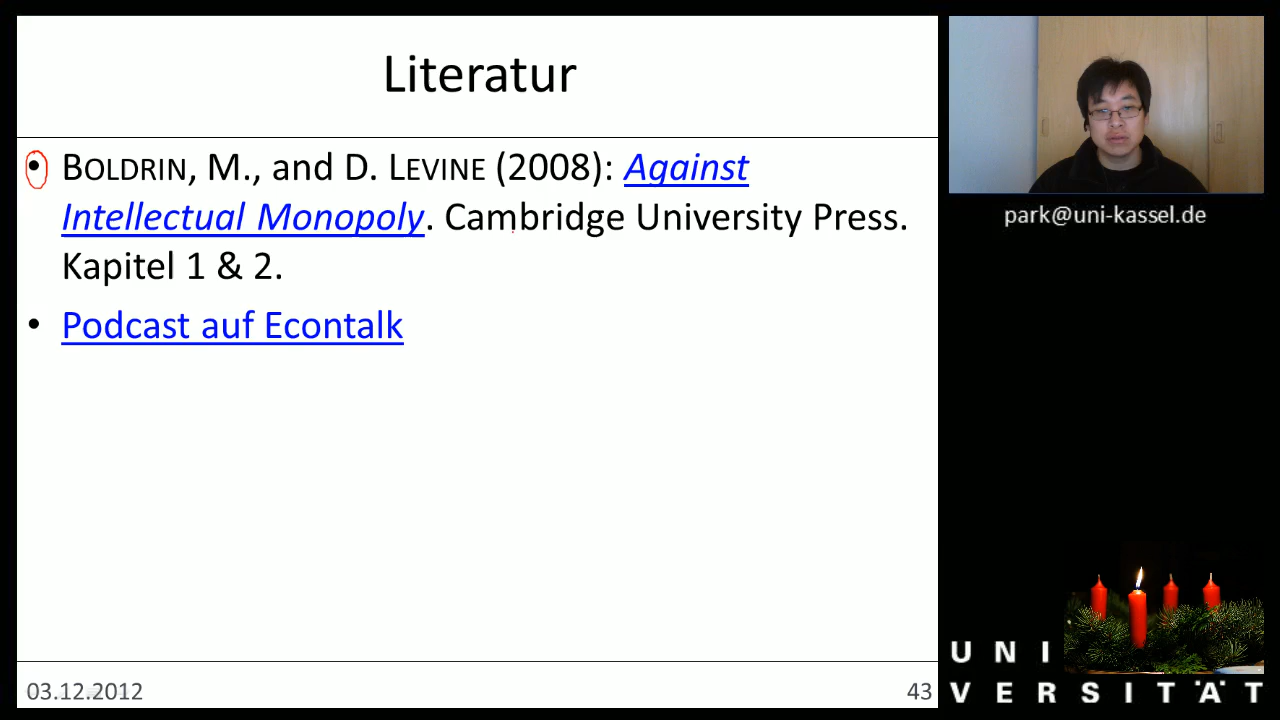 Literatur
• BOLDRIN, M., and D. LEVINE (2008): Against
Intellectual Monopoly. Cambridge University Press.
Kapitel 1 & 2.
• Podcast auf Econtalk
03.12.2012
43
park@uni-kassel.de
U N I
V E R S I T Ä T